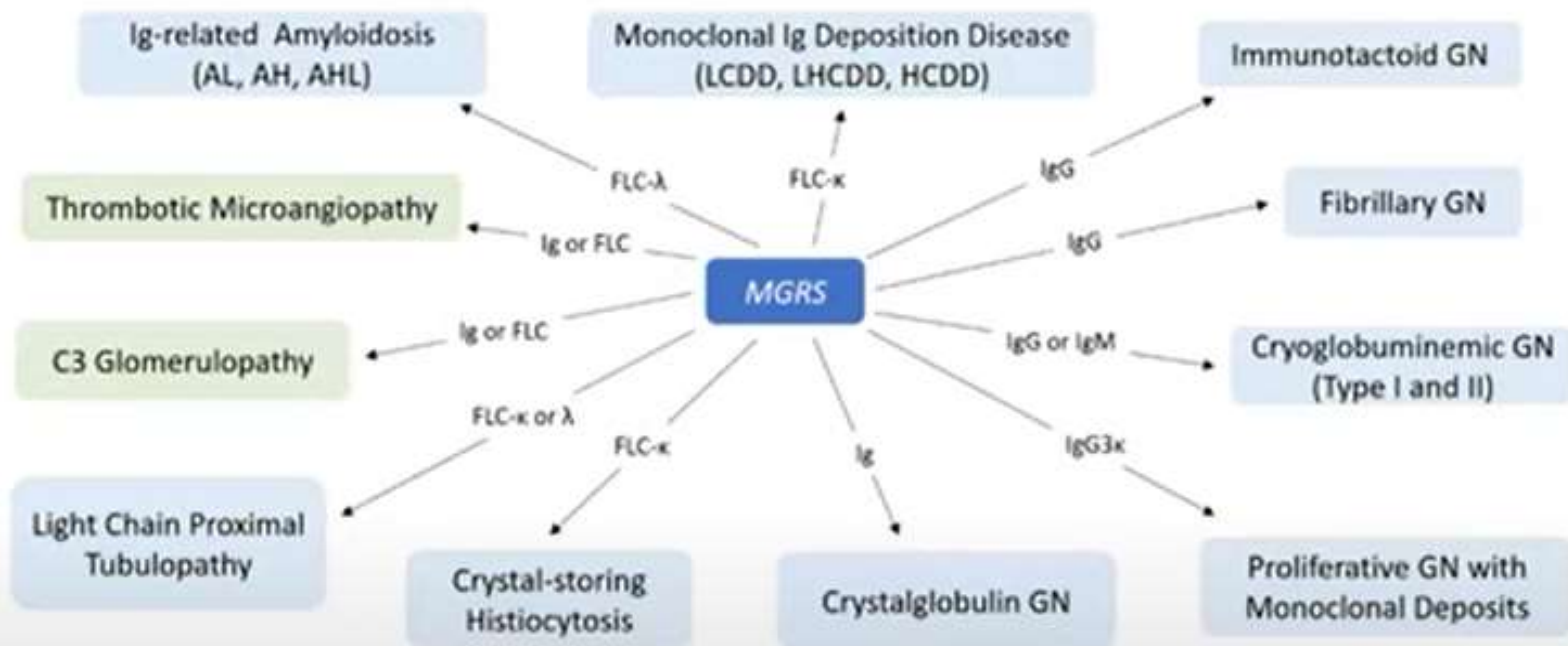 Ig-related Amyloidosis
(AL, AH, AHL)
Monoclonal Ig Deposition Disease
(LCDD, LHCDD, HCDD)
Immunotactoid GN
FLC-λ
FLC-κ
IgG
Thrombotic Microangiopathy
Fibrillary GN
Ig or FLC
IgG
MGRS
Ig or FLC
IgG or IgM
C3 Glomerulopathy
Cryoglobuminemic GN
(Type I and II)
FLC-κ or λ
FLC-κ
Ig
IgG3κ
Light Chain Proximal
Tubulopathy
Crystal-storing
Histiocytosis
Crystalglobulin GN
Proliferative GN with
Monoclonal Deposits